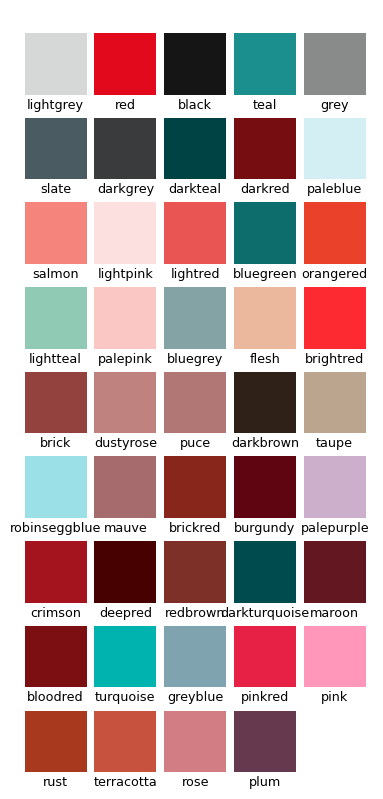 lightgrey red black teal grey
slate darkgrey darkteal darkred paleblue
salmon lightpink lightred bluegreen orangered
lightteal palepink bluegrey flesh brightred
brick dustyrose puce darkbrown taupe
robinseggblue mauve brickred burgundy palepurple
crimson deepred redbrown darkturquoise maroon
bloodred turquoise greyblue pinkred pink
rust terracotta rose plum